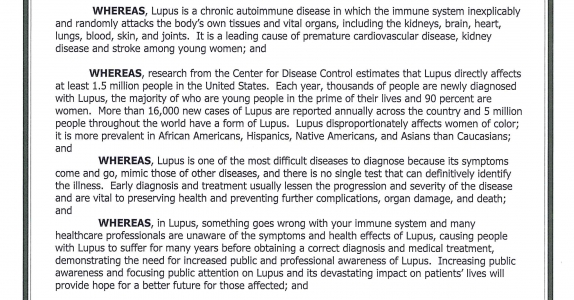 WHEREAS, Lupus is a chronic autoimmune disease in which the immune system inexplicably
and randomly attacks the body's own tissues and vital organs, including the kidneys, brain, heart,
lungs, blood, skin, and joints. It is a leading cause of premature cardiovascular disease, kidney
disease and stroke among young women; and
WHEREAS, research from the Center for Disease Control estimates that Lupus directly affects
at least 1.5 million people in the United States. Each year, thousands of people are newly diagnosed
with Lupus, the majority of who are young people in the prime of their lives and 90 percent are
women. More than 16,000 new cases of Lupus are reported annually across the country and 5 million
people throughout the world have a form of Lupus. Lupus disproportionately affects women of color;
it is more prevalent in African Americans, Hispanics, Native Americans, and Asians than Caucasians;
and
WHEREAS, Lupus is one of the most difficult diseases to diagnose because its symptoms
come and go, mimic those of other diseases, and there is no single test that can definitively identify
the illness. Early diagnosis and treatment usually lessen the progression and severity of the disease
and are vital to preserving health and preventing further complications, organ damage, and death;
and
WHEREAS, in Lupus, something goes wrong with your immune system and many
healthcare professionals are unaware of the symptoms and health effects of Lupus, causing people
with Lupus to suffer for many years before obtaining a correct diagnosis and medical treatment,
demonstrating the need for increased public and professional awareness of Lupus. Increasing public
awareness and focusing public attention on Lupus and its devastating impact on patients' lives will
provide hope for a better future for those affected; and